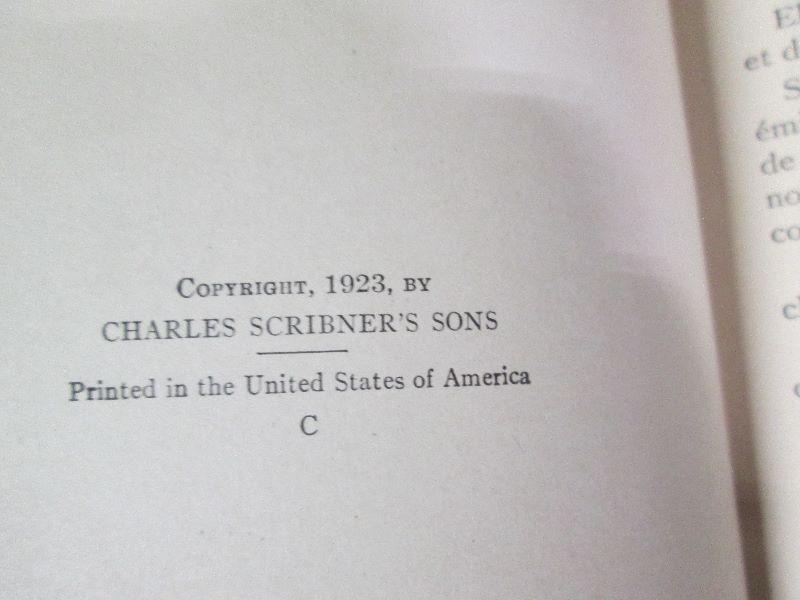 COPYRIGHT, 1923, BY
CHARLES SCRIBNER'S SONS
Printed in the United States of America
C
et
de